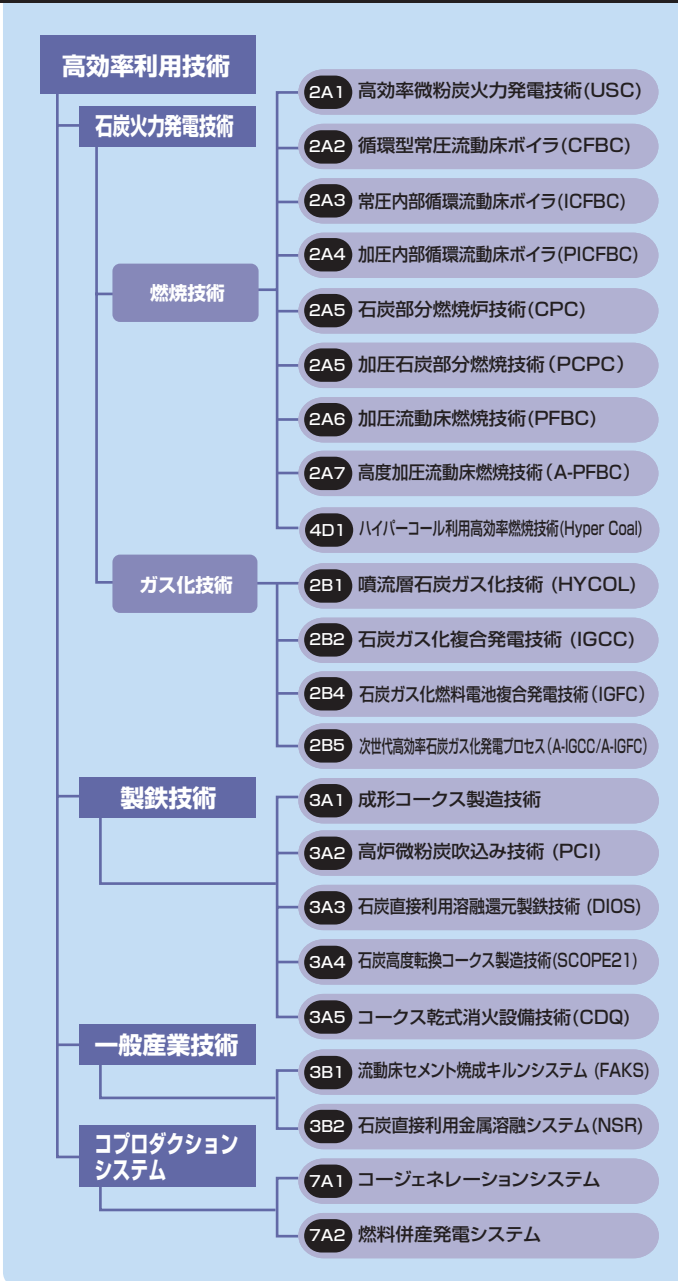 高効率利用技術
石炭火力発電技術
燃焼技術
2A1 高効率微粉炭火力発電技術(USC)
2A2 循環型常圧流動床ボイラ(CFBC)
2A3 常圧内部循環流動床ボイラ(ICFBC)
2A4 加圧内部循環流動床ボイラ(PICFBC)
2A5 石炭部分燃焼炉技術(CPC)
2A5 加圧石炭部分燃焼技術(PCPC)
2A6 加圧流動床燃焼技術(PFBC)
2A7 高度加圧流動床燃焼技術(A-PFBC)
4D1 ハイパーコール利用高効率燃焼技術(Hyper Coal)
ガス化技術
2B1 噴流層石炭ガス化技術 (HYCOL)
2B2 石炭ガス化複合発電技術 (IGCC)
2B4 石炭ガス化燃料電池複合発電技術(IGFC)
2B5 次世代高効率石炭ガス化発電プロセス(A-IGCC/A-IGFC)
製鉄技術
3A1 成形コークス製造技術
3A2 高炉微粉炭吹込み技術 (PCI)
3A3 石炭直接利用溶融還元製鉄技術 (DIOS)
3A4 石炭高度転換コークス製造技術(SCOPE21)
3A5 コークス乾式消火設備技術(CDQ)
一般産業技術
3B1 流動床セメント焼成キルンシステム (FAKS)
3B2 石炭直接利用金属溶融システム(NSR)
コプロダクション
システム
7A1 コージェネレーションシステム
7A2 燃料併産発電システム